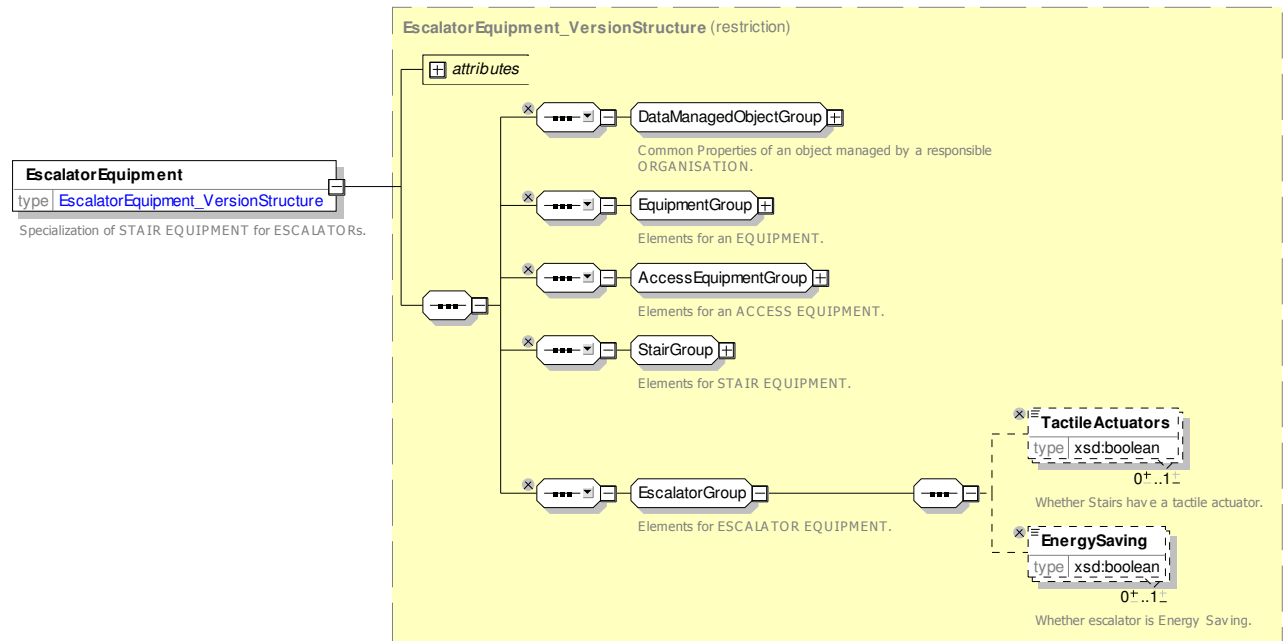 EscalatorEquipment_VersionStructure (restriction)
attributes
DataManagedObjectGroup
Common Properties of an object managed by a responsible
ORGANISATION.
EscalatorEquipment
type EscalatorEquipment_VersionStructure
Specialization of STAIR EQUIPMENT for ESCALATORs.
EquipmentGroup
Elements for an EQUIPMENT.
AccessEquipmentGroup
Elements for an ACCESS EQUIPMENT.
StairGroup
Elements for STAIR EQUIPMENT.
TactileActuators
type xsd:boolean
0..1
Whether Stairs have a tactile actuator.
EscalatorGroup
Elements for ESCALATOR EQUIPMENT.
EnergySaving
type xsd:boolean
0..1
Whether escalator is Energy Saving.